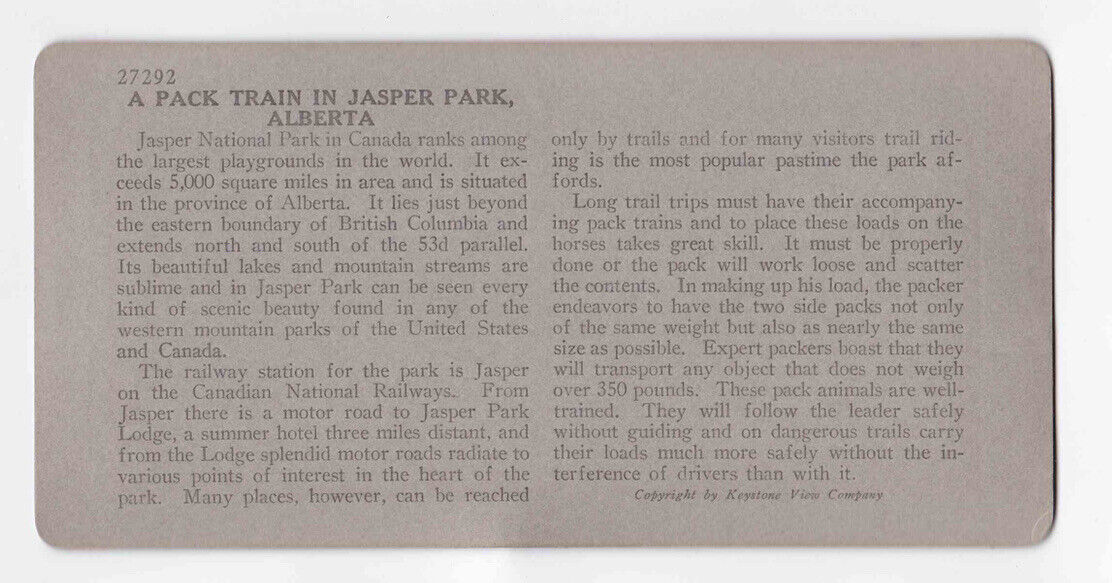 27292
A PACK TRAIN IN JASPER PARK,
ALBERTA
Jasper National Park in Canada ranks among
the largest playgrounds in the world. It ex-
ceeds 5,000 square miles in area and is situated
in the province of Alberta. It lies just beyond
the eastern boundary of British Columbia and
extends north and south of the 53d parallel.
Its beautiful lakes and mountain streams are
sublime and in Jasper Park can be seen every
kind of scenic beauty found in any of the
western mountain parks of the United States
and Canada.
The railway station for the park is Jasper
on the Canadian National Railways. From
Jasper there is a motor road to Jasper Park
Lodge, a summer hotel three miles distant, and
from the Lodge splendid motor roads radiate to
various points of interest in the heart of the
park. Many places, however, can be reached
only by trails and for many visitors trail rid-
ing is the most popular pastime the park af-
fords.
Long trail trips must have their accompany-
ing pack trains and to place these loads on the
horses takes great skill. It must be properly
done or the pack will work loose and scatter
the contents. In making up his load, the packer
endeavors to have the two side packs not only
of the same weight but also as nearly the same
size as possible. Expert packers boast that they
will transport any object that does not weigh
over 350 pounds. These pack animals are well-
trained. They will follow the leader safely
without guiding and on dangerous trails carry
their loads much more safely without the in-
terference of drivers than with it.
Copyright by Keystone View Company